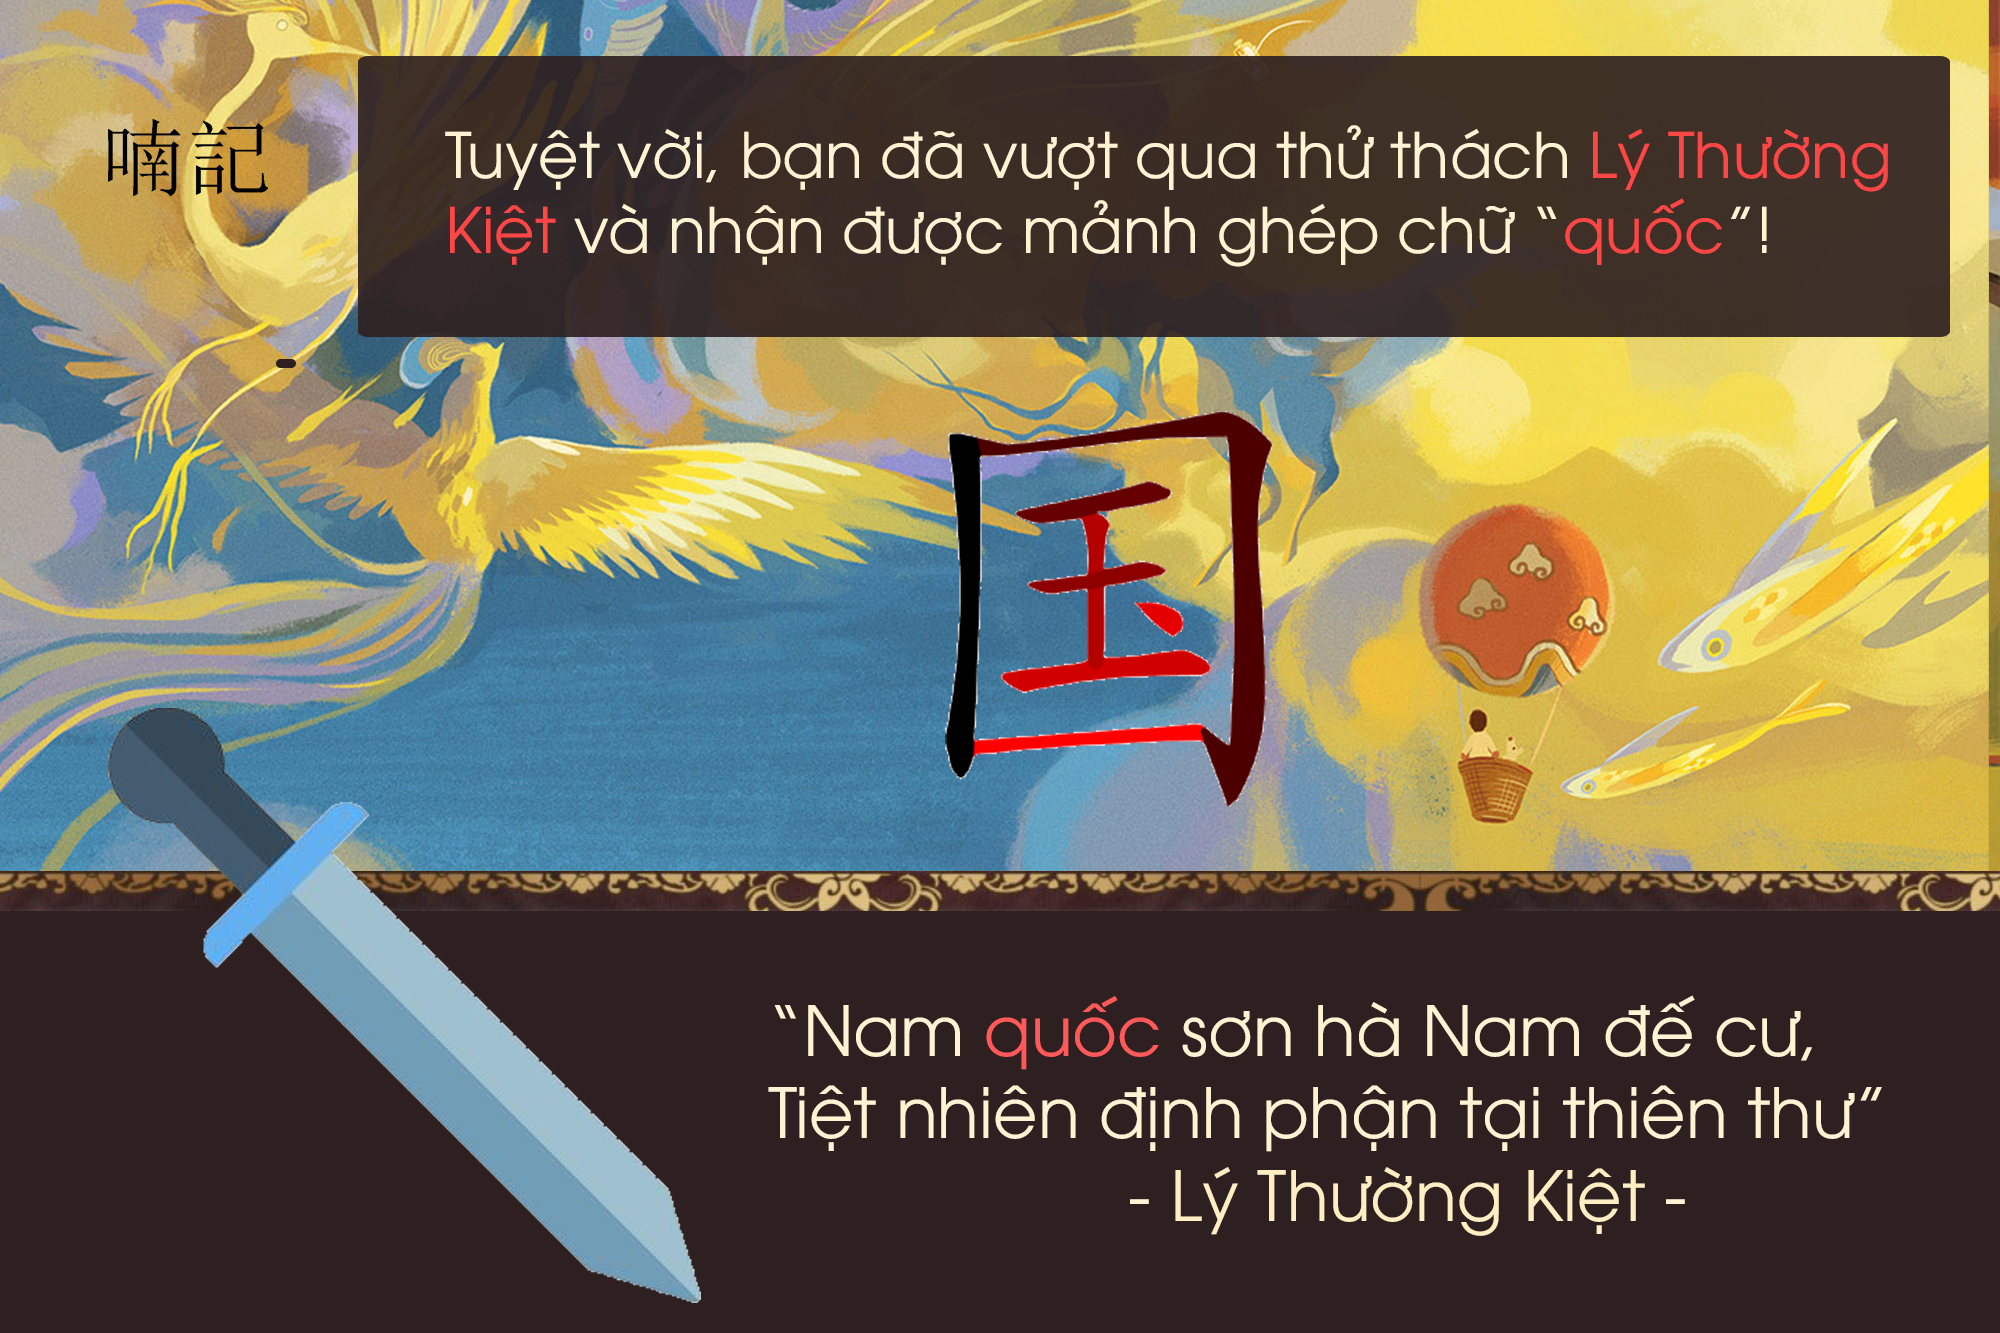 喃記
Tuyệt vời, bạn đã vượt qua thử thách Lý Thường
Kiệt và nhận được mảnh ghép chữ “quốc”!
国
“Nam quốc sơn hà Nam đế cư,
Tiệt nhiên định phận tại thiên thư”
- Lý Thường Kiệt -